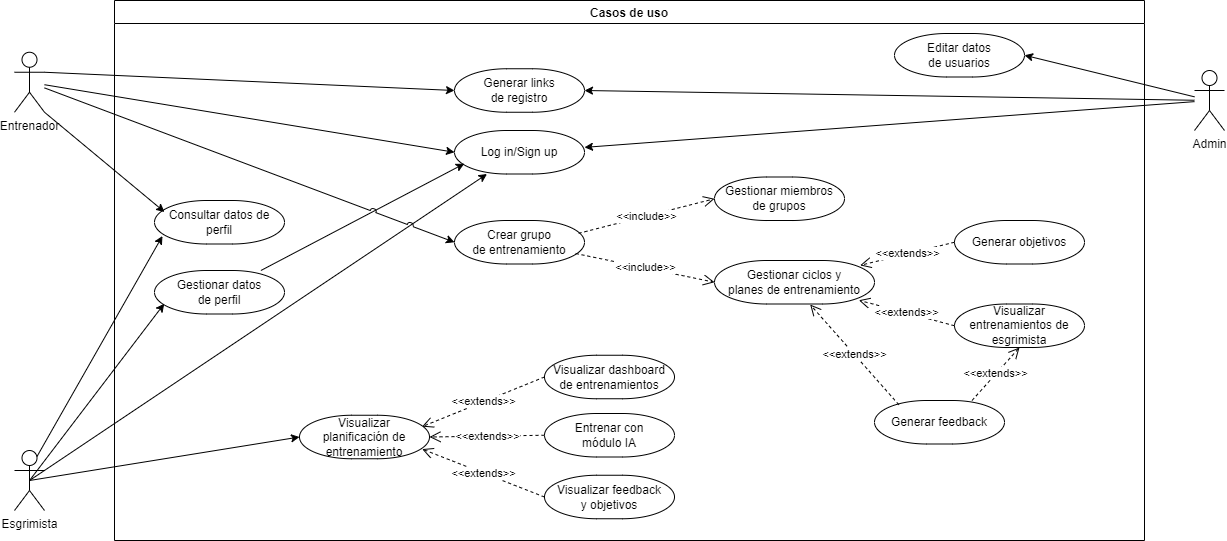 Casos de uso
Editar datos
de usuarios
Generar links
de registro
Entrenador
Admin
Log in/Sign up
Gestionar miembros
de grupos
<<include>>
Consultar datos de
perfil
Crear grupo
de entrenamiento
Generar objetivos
<<extends>>
<<include>>
Gestionar ciclos y
planes de entrenamiento
Gestionar datos
de perfil
<<extends>>
Visualizar
entrenamientos de
esgrimista
<<extends>>
<<extends>>
Visualizar dashboard
de entrenamientos
<<extends>>
Generar feedback
Visualizar
planificación de
entrenamiento
<<extends>>
Entrenar con
módulo IA
<<extends>>
Visualizar feedback
y objetivos
Esgrimista